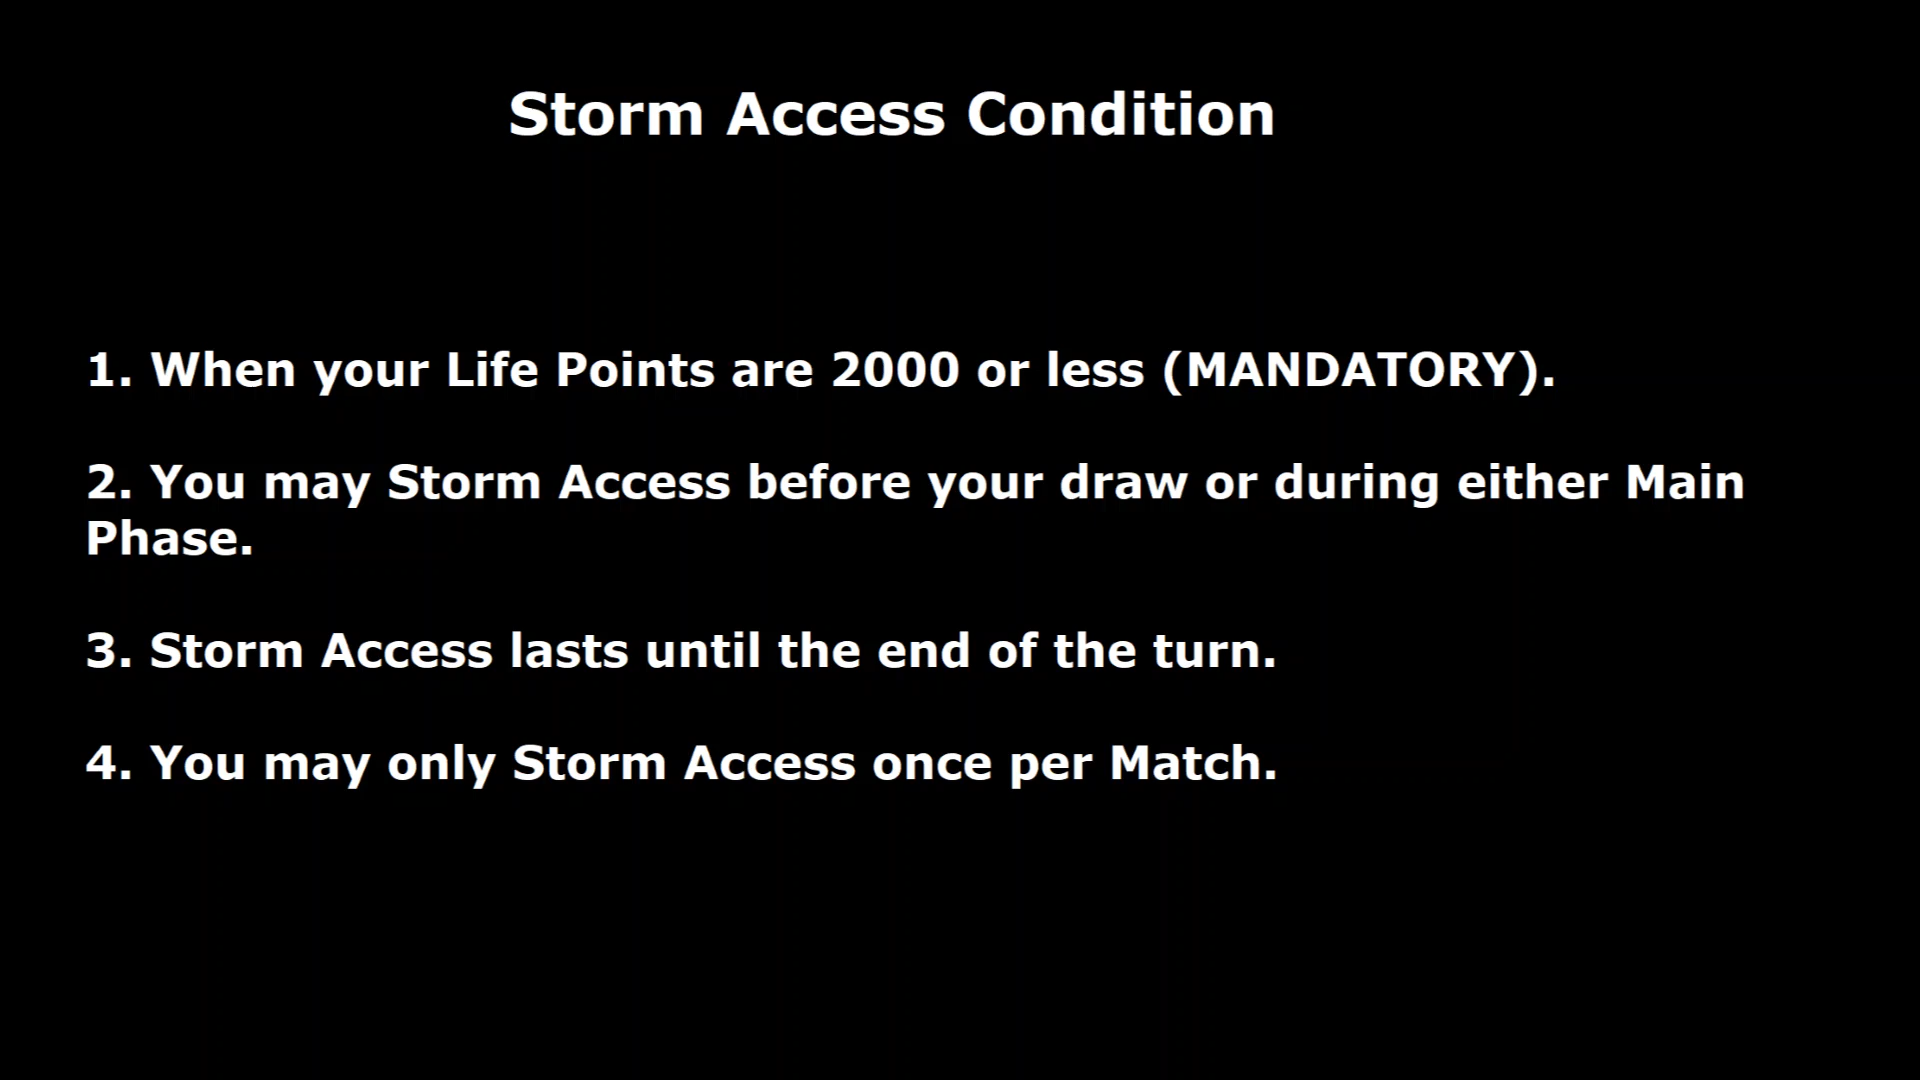 Storm Access Condition
1. When your Life Points are 2000 or less (MANDATORY).
2. You may Storm Access before your draw or during either Main
Phase.
3. Storm Access lasts until the end of the turn.
4. You may only Storm Access once per Match.